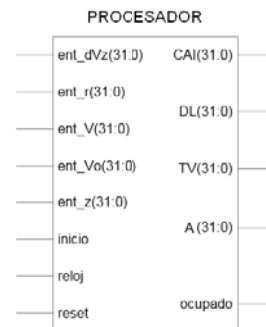 PROCESADOR
ent_dVz(31:0) CAI(31:0)
ent_r(31:0)
DL(31:0)
ent_V(31:0)
ent_Vo(31:0) TV(31:0)
ent_z(31:0)
A(31:0)
inicio
reloj
ocupado
reset